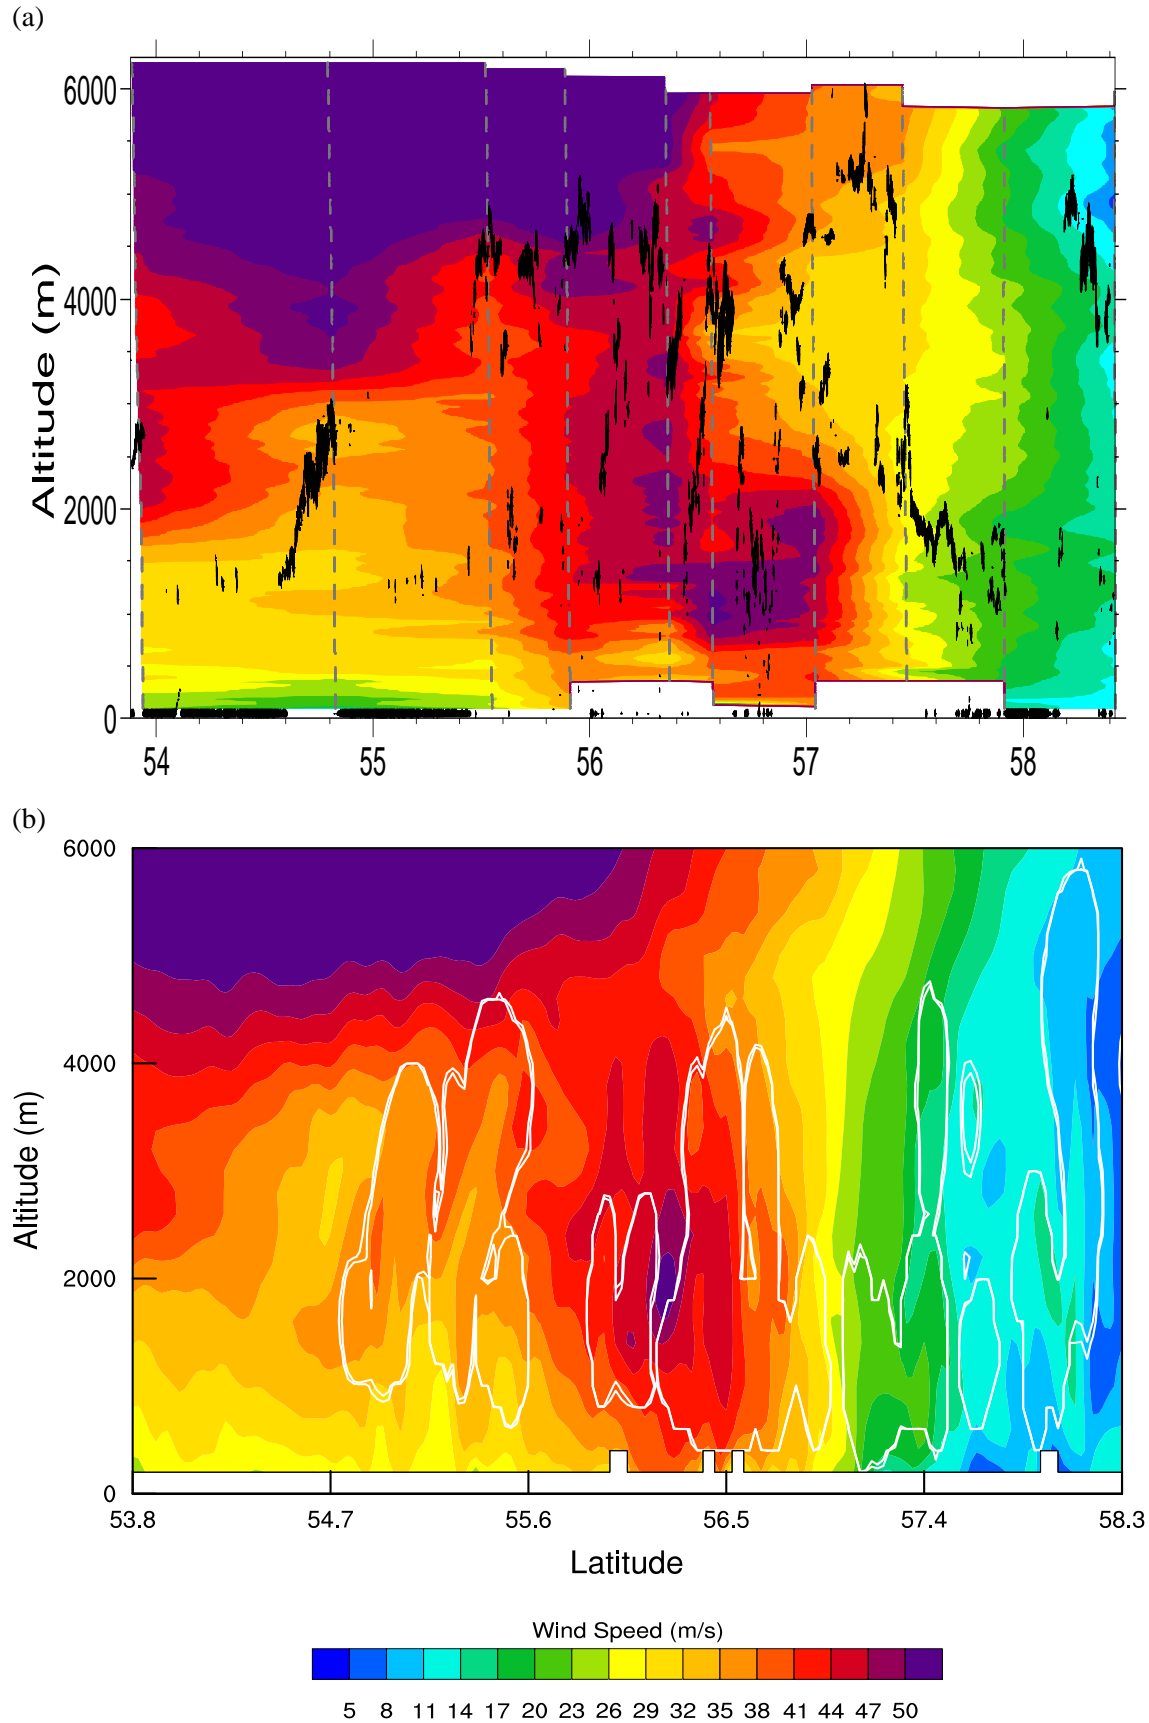 (a)
6000
4000
2000
0
Altitude (m)
54 55 56 57 58
(b)
6000
4000
2000
0
Altitude (m)
53.8 54.7 55.6 56.5 57.4 58.3
Latitude
Wind Speed (m/s)
5 8 11 14 17 20 23 26 29 32 35 38 41 44 47 50